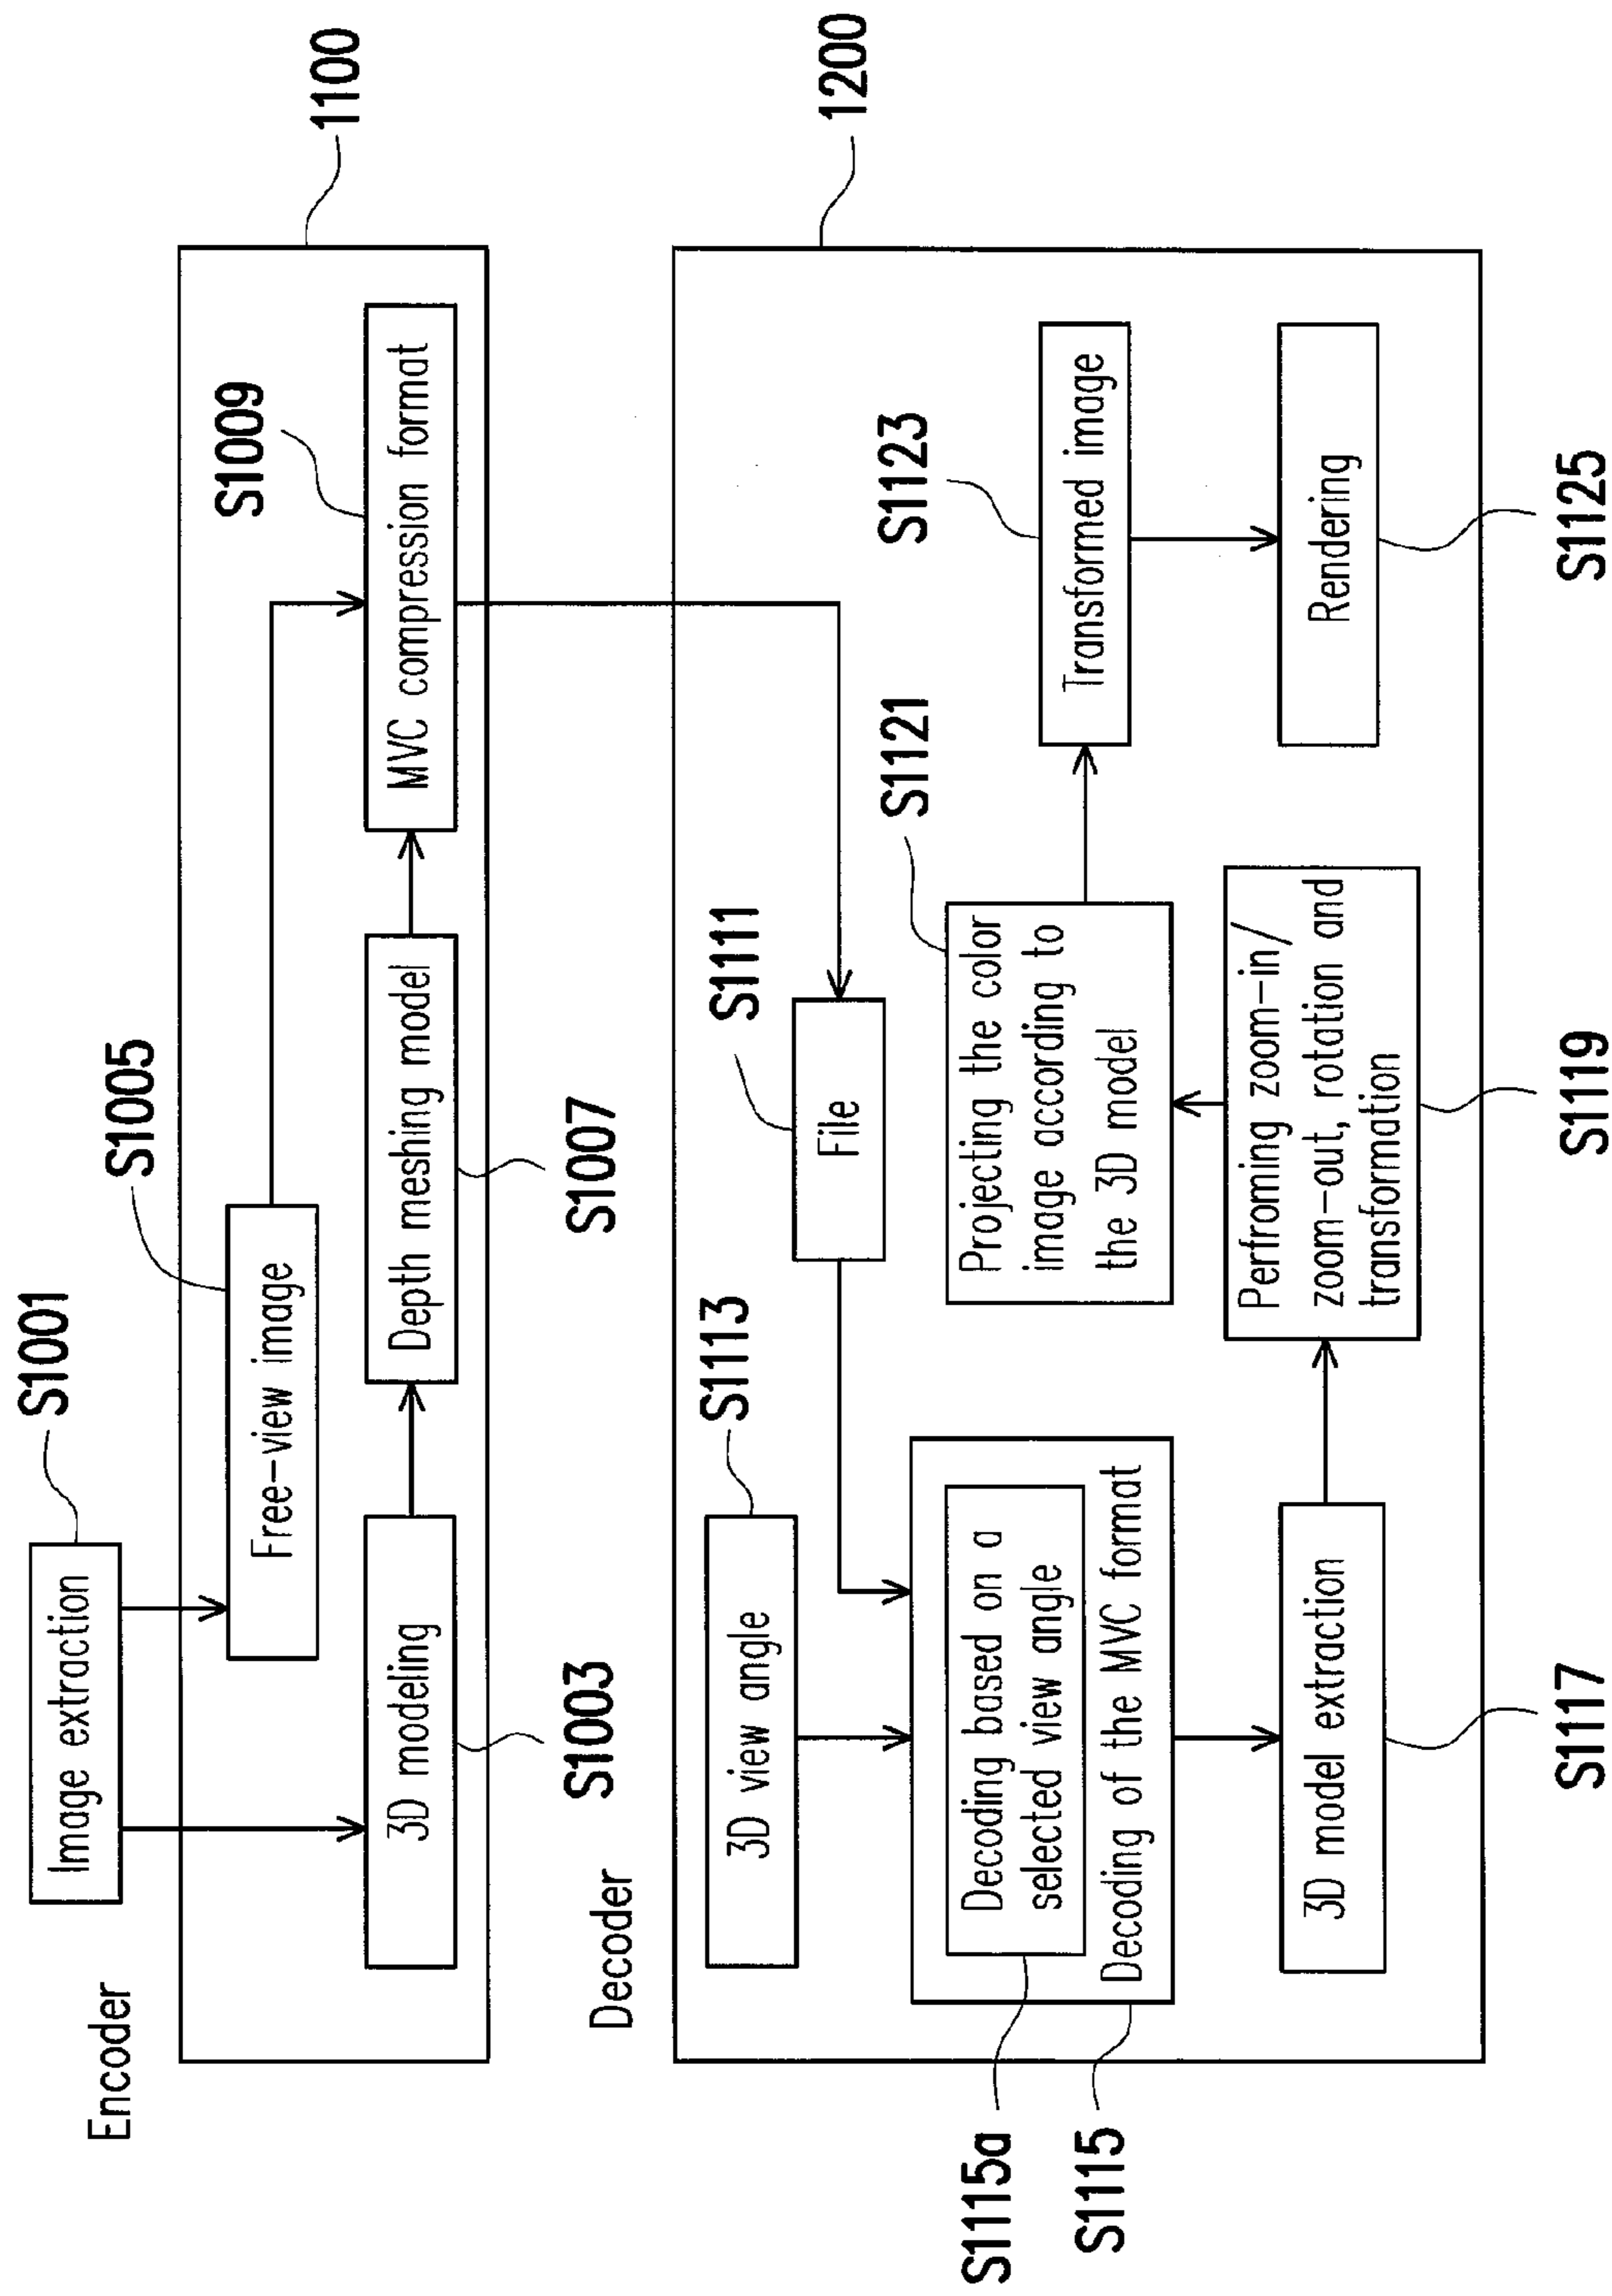 Encoder
Image extraction
S1001
1100
Free-view image
S1005
S1009
3D modeling
S1003
Depth meshing model
S1007
MVC compression format
Decoder
1200
3D view angle
S1113
File
S1111
Decoding based on a
selected view angle
Decoding of the MVC format
S1115a
S1115
Projecting the color
image according to
the 3D model
S1121
Transformed image
S1123
3D model extraction
S1117
Perfroming zoom-in/
zoom-out, rotation and
transformation
S1119
Rendering
S1125